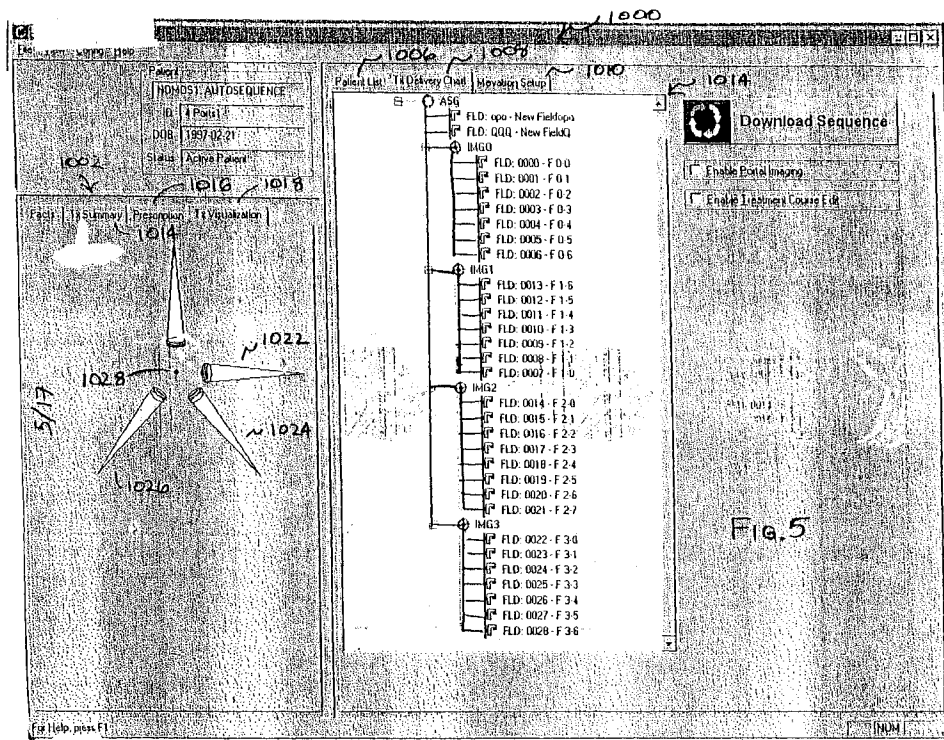 1000
Config Help
1006
1008
1010
1014
Patient
NOMOS1, AUTOSEQUENCE
ID 4 Ports1
DOB 1997-02-21
Status Active Patient
Patient List Tx Delivery Chart Elevation Setup
ASG
FLD: opo - New Fieldopo
FLD: QQQ - New FieldQ
IMG0
FLD: 0000 - F 0-0
FLD: 0001 - F 0-1
FLD: 0002 - F 0-2
FLD: 0003 - F 0-3
FLD: 0004 - F 0-4
FLD: 0005 - F 0-5
FLD: 0006 - F 0-6
IMG1
FLD: 0013 - F 1-6
FLD: 0012 - F 1-5
FLD: 0011 - F 1-4
FLD: 0010 - F 1-3
FLD: 0009 - F 1-2
FLD: 0008 - F 1-1
FLD: 0007 - F 1-0
IMG2
FLD: 0014 - F 2-0
FLD: 0015 - F 2-1
FLD: 0016 - F 2-2
FLD: 0017 - F 2-3
FLD: 0018 - F 2-4
FLD: 0019 - F 2-5
FLD: 0020 - F 2-6
FLD: 0021 - F 2-7
IMG3
FLD: 0022 - F 3-0
FLD: 0023 - F 3-1
FLD: 0024 - F 3-2
FLD: 0025 - F 3-3
FLD: 0026 - F 3-4
FLD: 0027 - F 3-5
FLD: 0028 - F 3-6
Download Sequence
Enable Portal Imaging
Enable Treatment Course Edit
1002
1016
1018
Facts Tx Summary Prescription Tx Visualization
1014
1022
1028
1024
1026
5/17
FIG.5
For Help, press F1
NUM